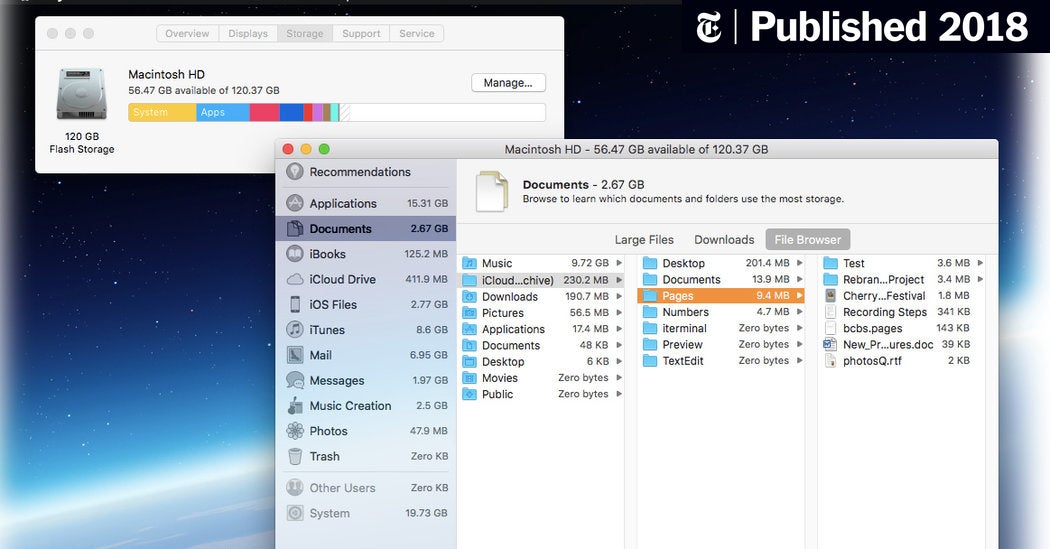 Published 2018
Overview Displays Storage Support Service
Macintosh HD
56.47 GB available of 120.37 GB
Manage...
System Apps
120 GB
Flash Storage
Macintosh HD - 56.47 GB available of 120.37 GB
Recommendations
Applications 15.31 GB
Documents 2.67 GB
iBooks 125.2 MB
iCloud Drive 411.9 MB
iOS Files 2.77 GB
iTunes 8.6 GB
Mail 6.95 GB
Messages 1.97 GB
Music Creation 2.5 GB
Photos 47.9 MB
Trash Zero KB
Other Users Zero KB
System 19.73 GB
Documents - 2.67 GB
Browse to learn which documents and folders use the most storage.
Large Files Downloads File Browser
Music 9.72 GB
iCloud...chive) 230.2 MB
Downloads 190.7 MB
Pictures 56.5 MB
Applications 17.4 MB
Documents 48 KB
Desktop 6 KB
Movies Zero bytes
Public Zero bytes
Desktop 201.4 MB
Documents 13.9 MB
Pages 9.4 MB
Numbers 4.7 MB
iterminal Zero bytes
Preview Zero bytes
TextEdit Zero bytes
Test 3.6 MB
Rebran...Project 3.4 MB
Cherry...Festival 1.8 MB
Recording Steps 341 KB
bcbs.pages 143 KB
New_Pr...ures.doc 39 KB
photosQ.rtf 2 KB